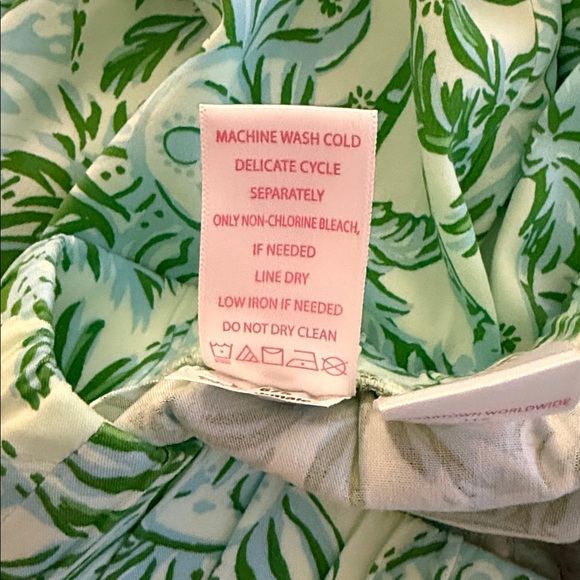 MACHINE WASH COLD
DELICATE CYCLE
SEPARATELY
ONLY NON-CHLORINE BLEACH,
IF NEEDED
LINE DRY
LOW IRON IF NEEDED
DO NOT DRY CLEAN
WORLDWIDE